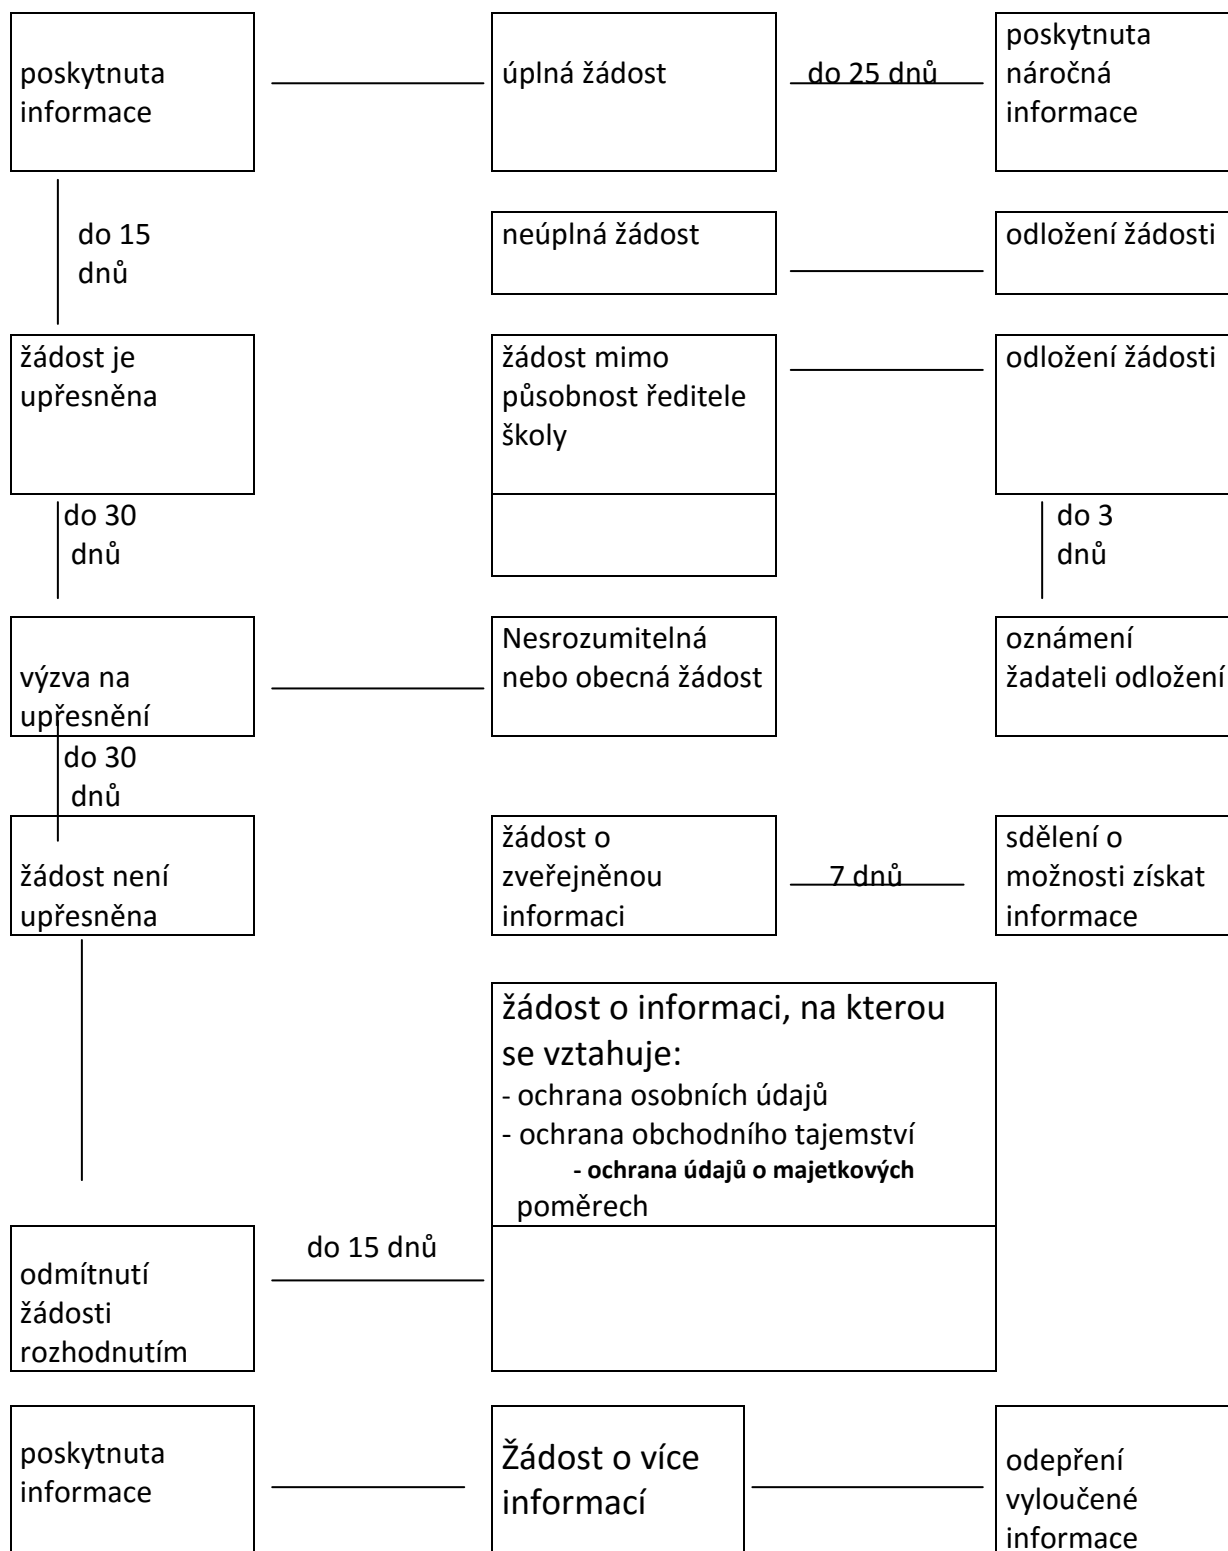 poskytnuta
informace
úplná žádost
do 25 dnů
poskytnuta
náročná
informace
do 15
dnů
neúplná žádost
odložení žádosti
žádost je
upřesněna
žádost mimo
působnost ředitele
školy
odložení žádosti
do 30
dnů
do 3
dnů
výzva na
upřesnění
Nesrozumitelná
nebo obecná žádost
oznámení
žadateli odložení
do 30
dnů
žádost není
upřesněna
žádost o
zveřejněnou
informaci
7 dnů
sdělení o
možnosti získat
informace
žádost o informaci, na kterou
se vztahuje:
- ochrana osobních údajů
- ochrana obchodního tajemství
- ochrana údajů o majetkových
poměrech
odmítnutí
žádosti
rozhodnutím
do 15 dnů
poskytnuta
informace
Žádost o více
informací
odepření
vyloučené
informace